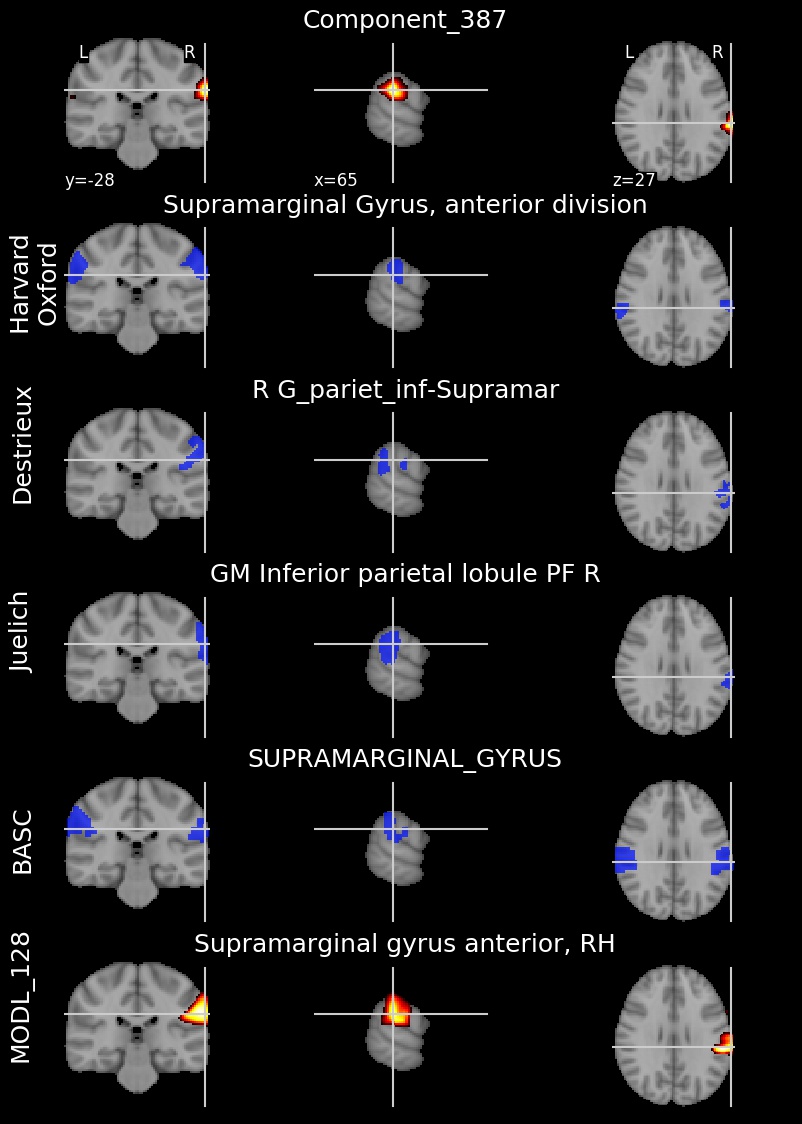 Component_387
L R
L R
y=-28
x=65
z=27
Supramarginal Gyrus, anterior division
Harvard
Oxford
R G_pariet_inf-Supramar
Destrieux
GM Inferior parietal lobule PF R
Juelich
SUPRAMARGINAL_GYRUS
BASC
Supramarginal gyrus anterior, RH
MODL_128